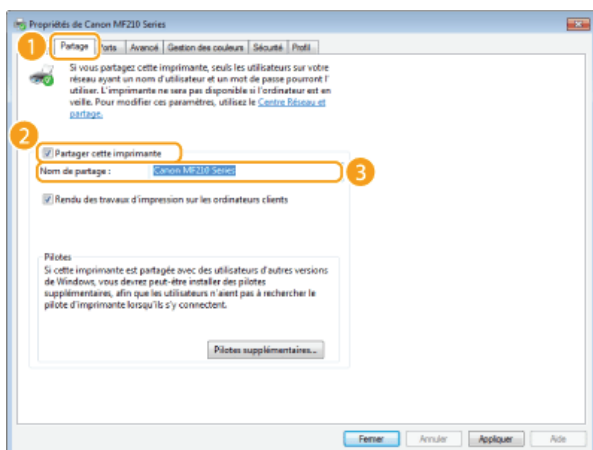 Propriétés de Canon MF210 Series
1
Partage Ports Avancé Gestion des couleurs Sécurité Profil
Si vous partagez cette imprimante, seuls les utilisateurs sur votre
réseau ayant un nom d'utilisateur et un mot de passe pourront l'
utiliser. L'imprimante ne sera pas disponible si l'ordinateur est en
veille. Pour modifier ces paramètres, utilisez le Centre Réseau et
partage.
2
Partager cette imprimante
Nom de partage : Canon MF210 Series 3
Rendu des travaux d'impression sur les ordinateurs clients
Pilotes
Si cette imprimante est partagée avec des utilisateurs d'autres versions
de Windows, vous devrez peut-être installer des pilotes
supplémentaires, afin que les utilisateurs n'aient pas à rechercher le
pilote d'imprimante lorsqu'ils s'y connectent.
Pilotes supplémentaires...
Fermer Annuler Appliquer Aide